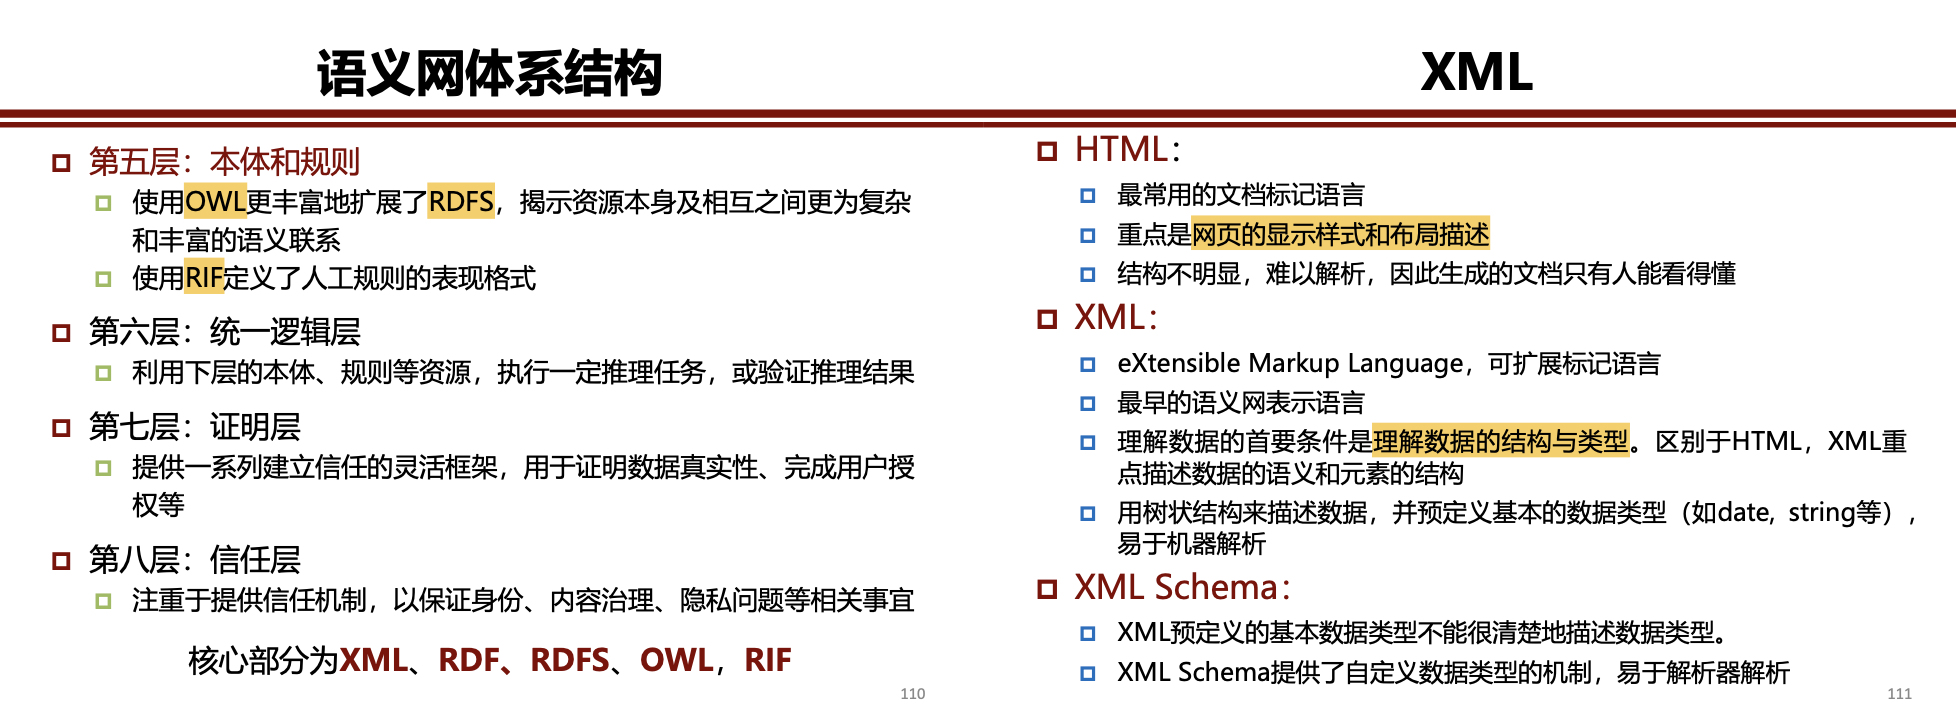 语义网体系结构
第五层：本体和规则
使用OWL更丰富地扩展了RDFS，揭示资源本身及相互之间更为复杂
和丰富的语义联系
使用RIF定义了人工规则的表现格式
第六层：统一逻辑层
利用下层的本体、规则等资源，执行一定推理任务，或验证推理结果
第七层：证明层
提供一系列建立信任的灵活框架，用于证明数据真实性、完成用户授
权等
第八层：信任层
注重于提供信任机制，以保证身份、内容治理、隐私问题等相关事宜
核心部分为XML、RDF、RDFS、OWL，RIF
110
XML
HTML：
最常用的文档标记语言
重点是网页的显示样式和布局描述
结构不明显，难以解析，因此生成的文档只有人能看得懂
XML：
eXtensible Markup Language，可扩展标记语言
最早的语义网表示语言
理解数据的首要条件是理解数据的结构与类型。区别于HTML，XML重
点描述数据的语义和元素的结构
用树状结构来描述数据，并预定义基本的数据类型（如date, string等），
易于机器解析
XML Schema：
XML预定义的基本数据类型不能很清楚地描述数据类型。
XML Schema提供了自定义数据类型的机制，易于解析器解析
111